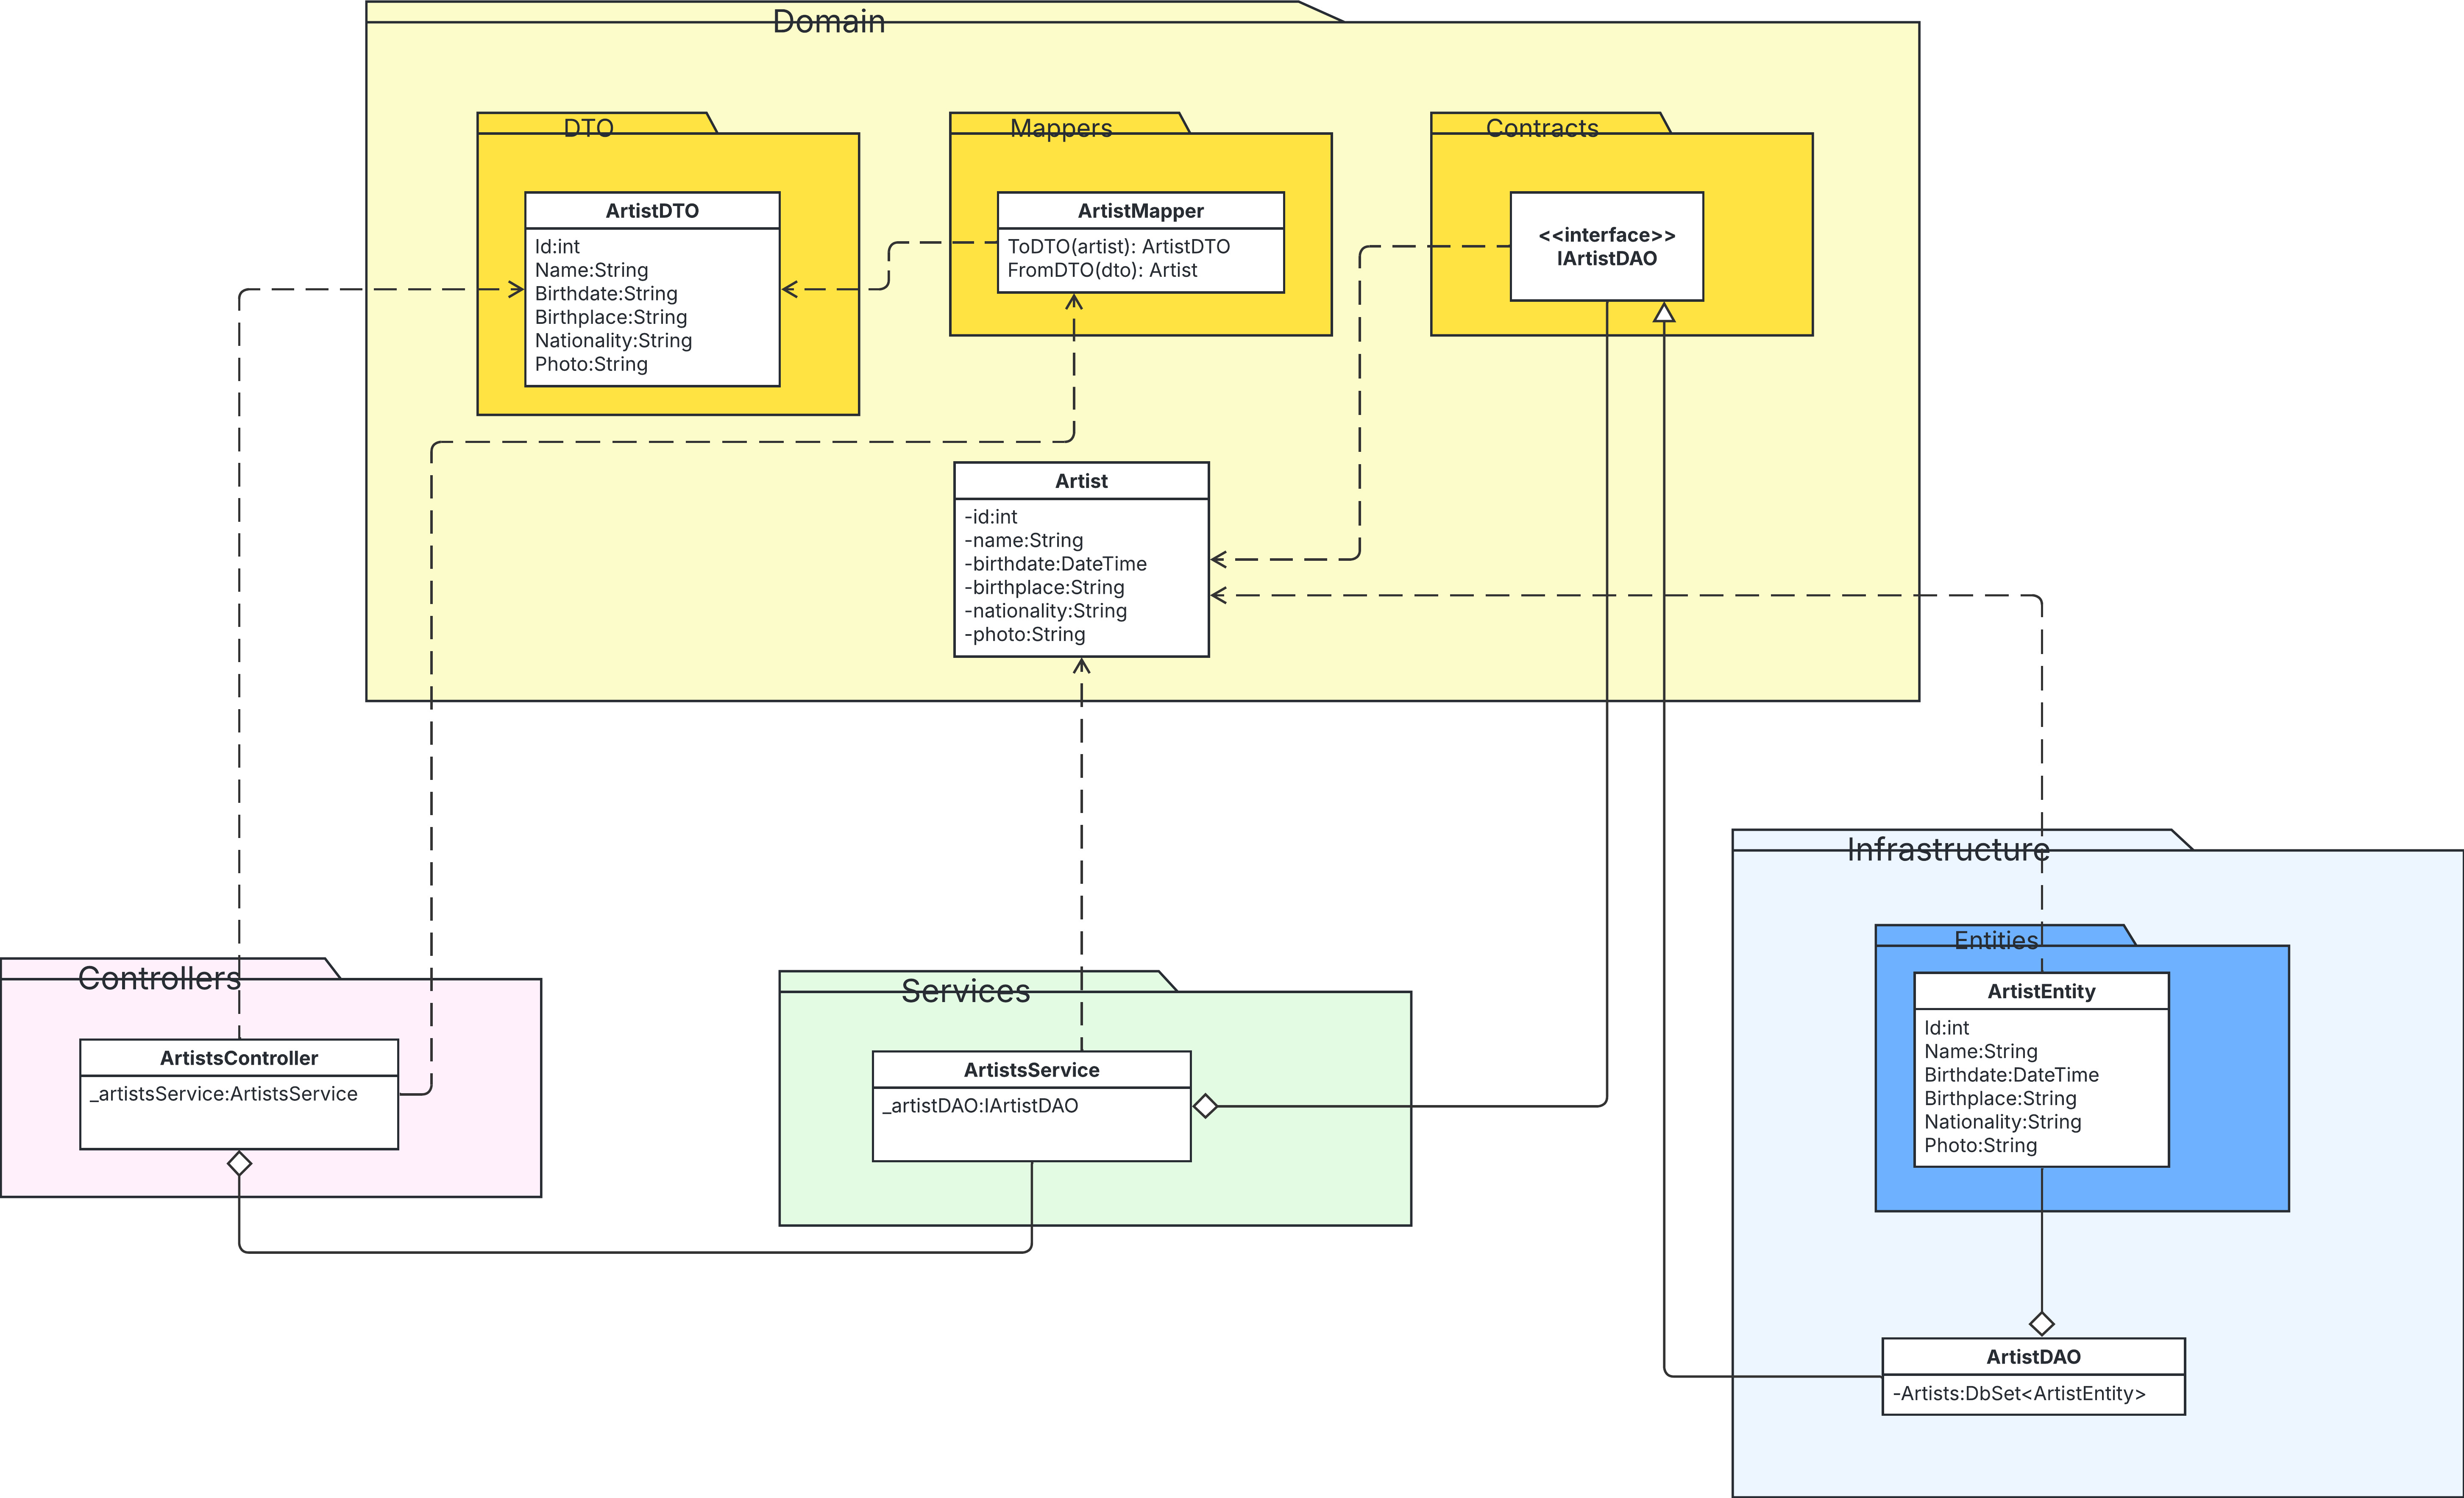 Domain
DTO
ArtistDTO
Id:int
Name:String
Birthdate:String
Birthplace:String
Nationality:String
Photo:String
Mappers
ArtistMapper
ToDTO(artist): ArtistDTO
FromDTO(dto): Artist
Contracts
<<interface>>
IArtistDAO
Artist
-id:int
-name:String
-birthdate:DateTime
-birthplace:String
-nationality:String
-photo:String
Controllers
ArtistsController
_artistsService:ArtistsService
Services
ArtistsService
_artistDAO:IArtistDAO
Infrastructure
Entities
ArtistEntity
Id:int
Name:String
Birthdate:DateTime
Birthplace:String
Nationality:String
Photo:String
ArtistDAO
-Artists:DbSet<ArtistEntity>